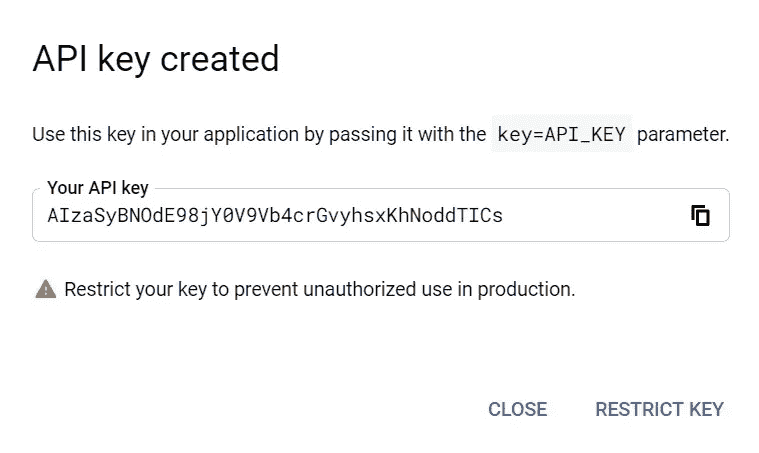 API key created
Use this key in your application by passing it with the key=API_KEY parameter.
Your API key
AIzaSyBNOdE98jY0V9Vb4crGvyhsxKhNoddTICs
Restrict your key to prevent unauthorized use in production.
CLOSE RESTRICT KEY